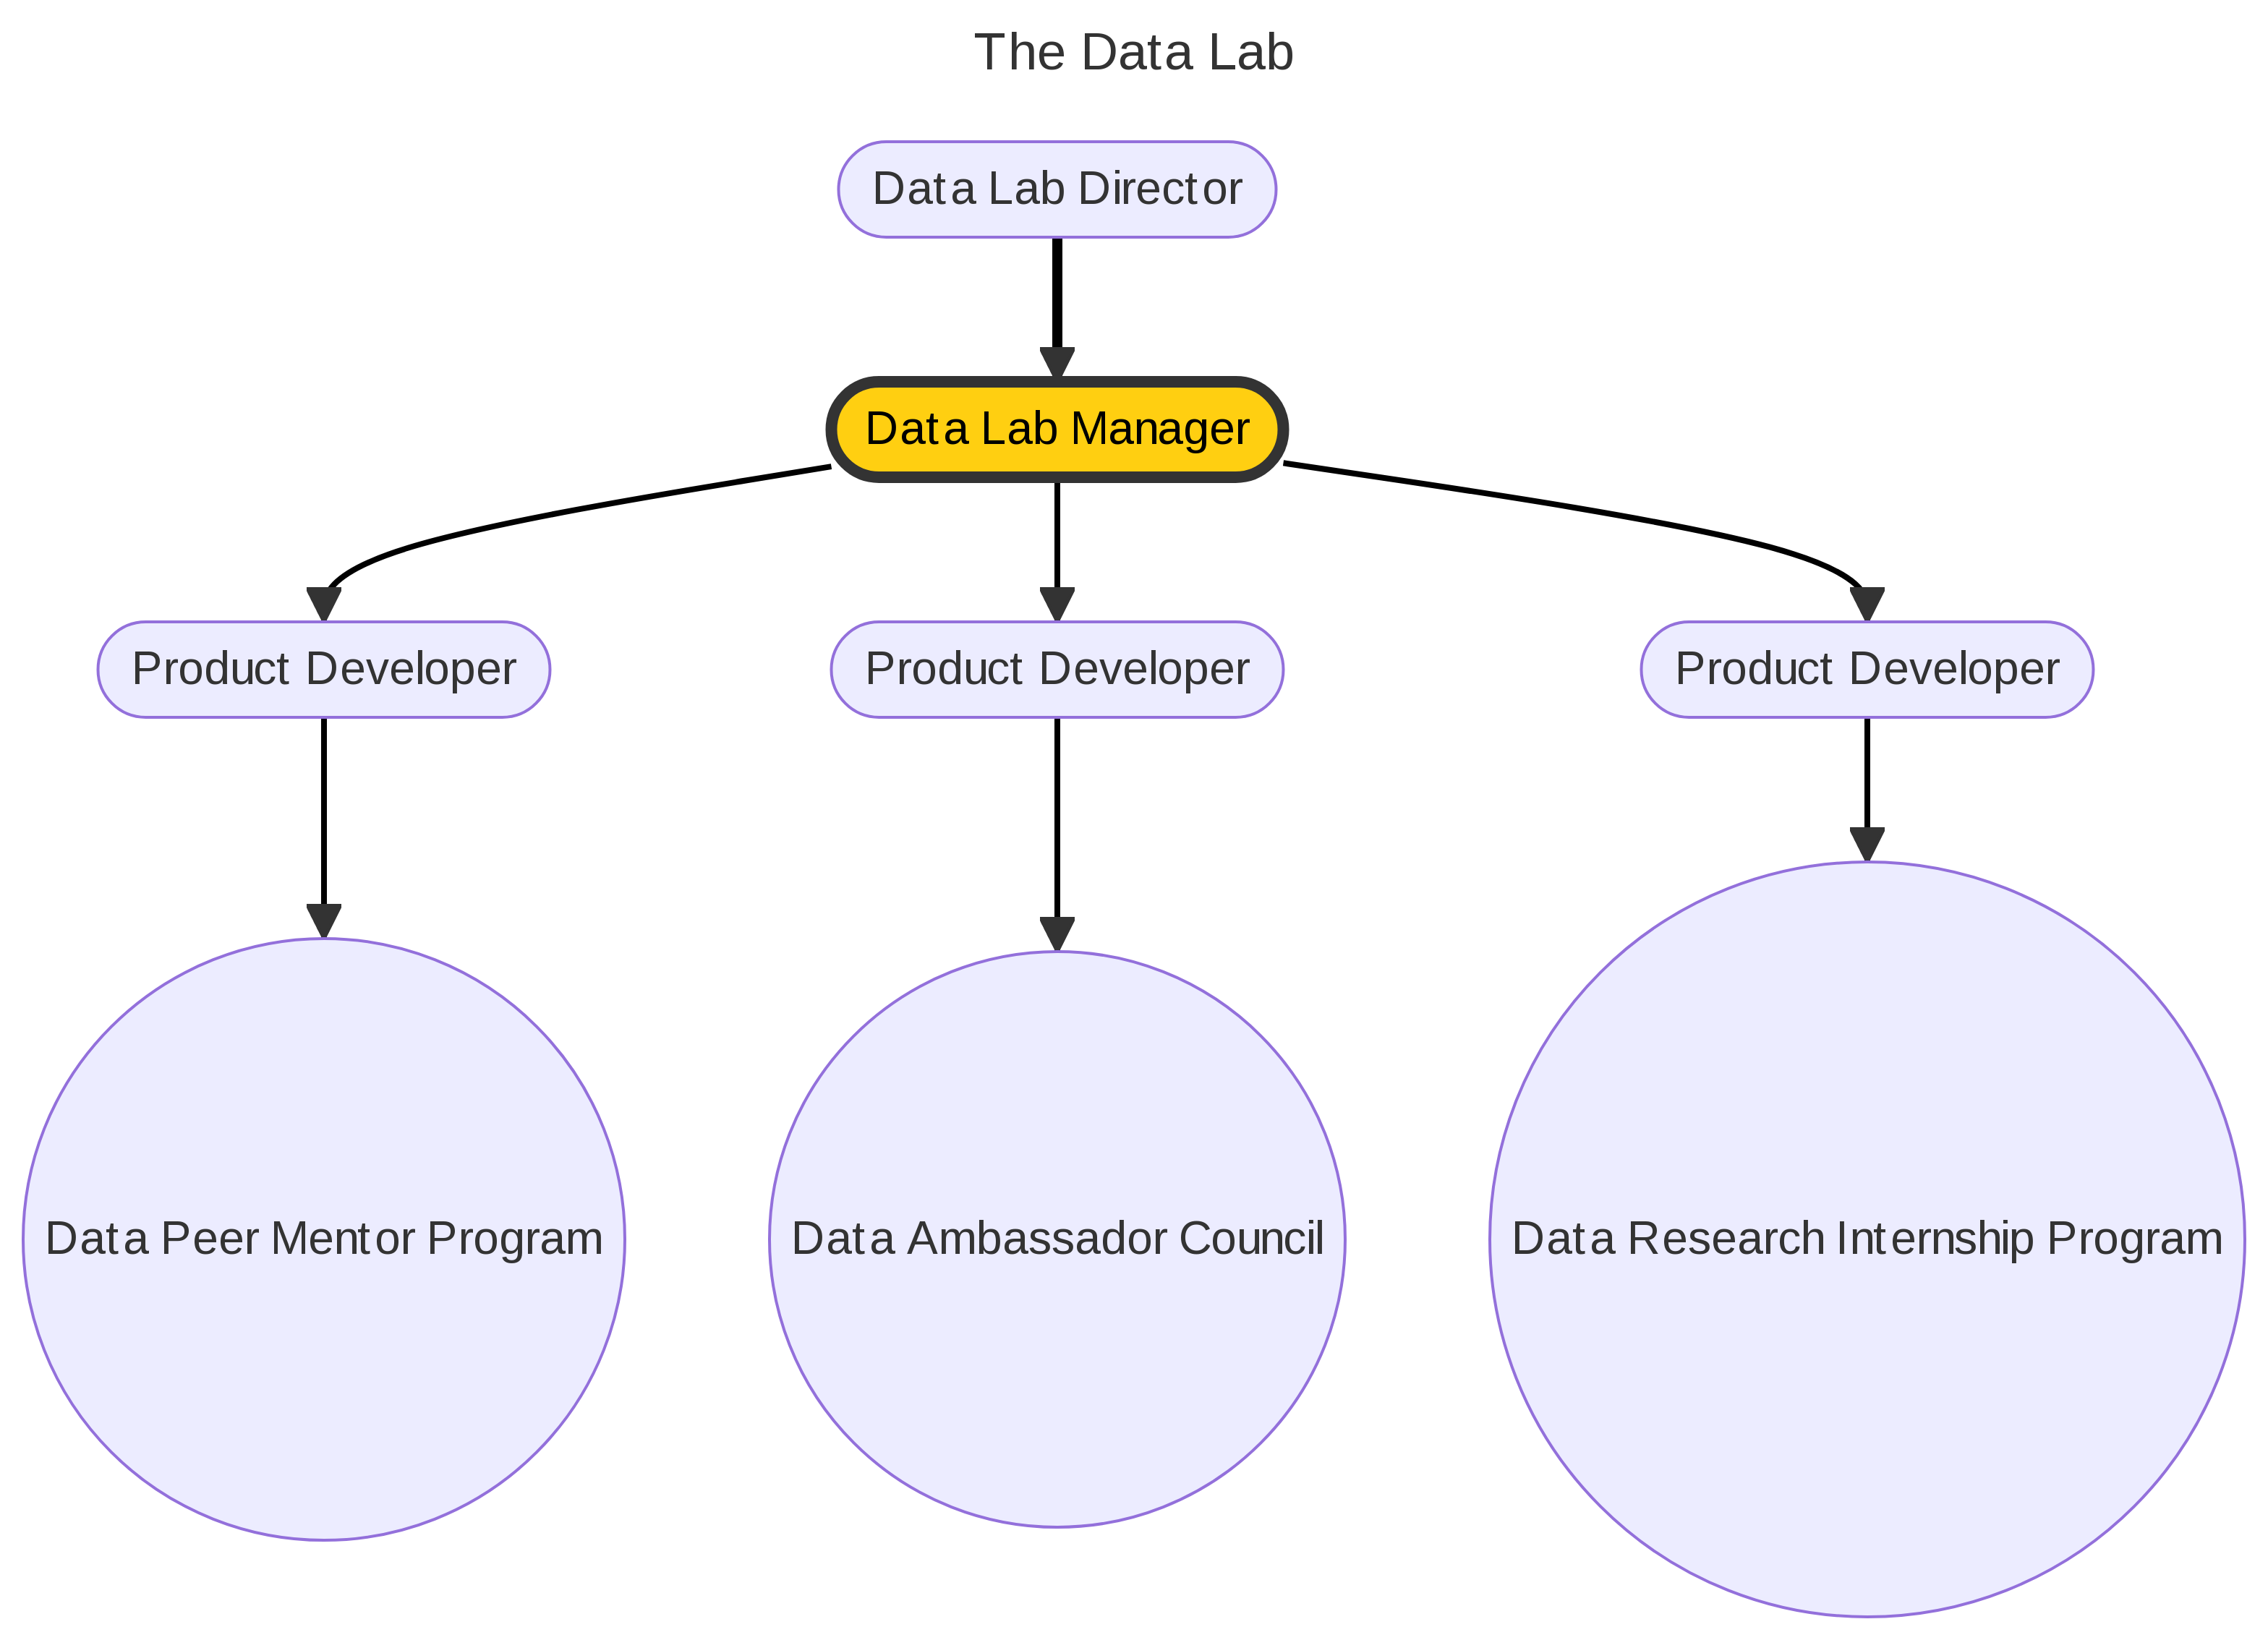 The Data Lab
Data Lab Director
Data Lab Manager
Product Developer
Product Developer
Product Developer
Data Peer Mentor Program
Data Ambassador Council
Data Research Internship Program